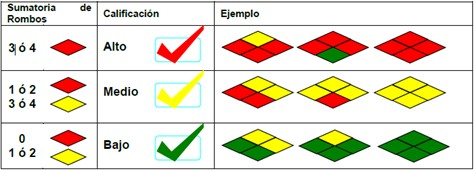 Sumatoria de Rombos
Calificación
Ejemplo
3 ó 4
Alto
1 ó 2
3 ó 4
Medio
0
1 ó 2
Bajo